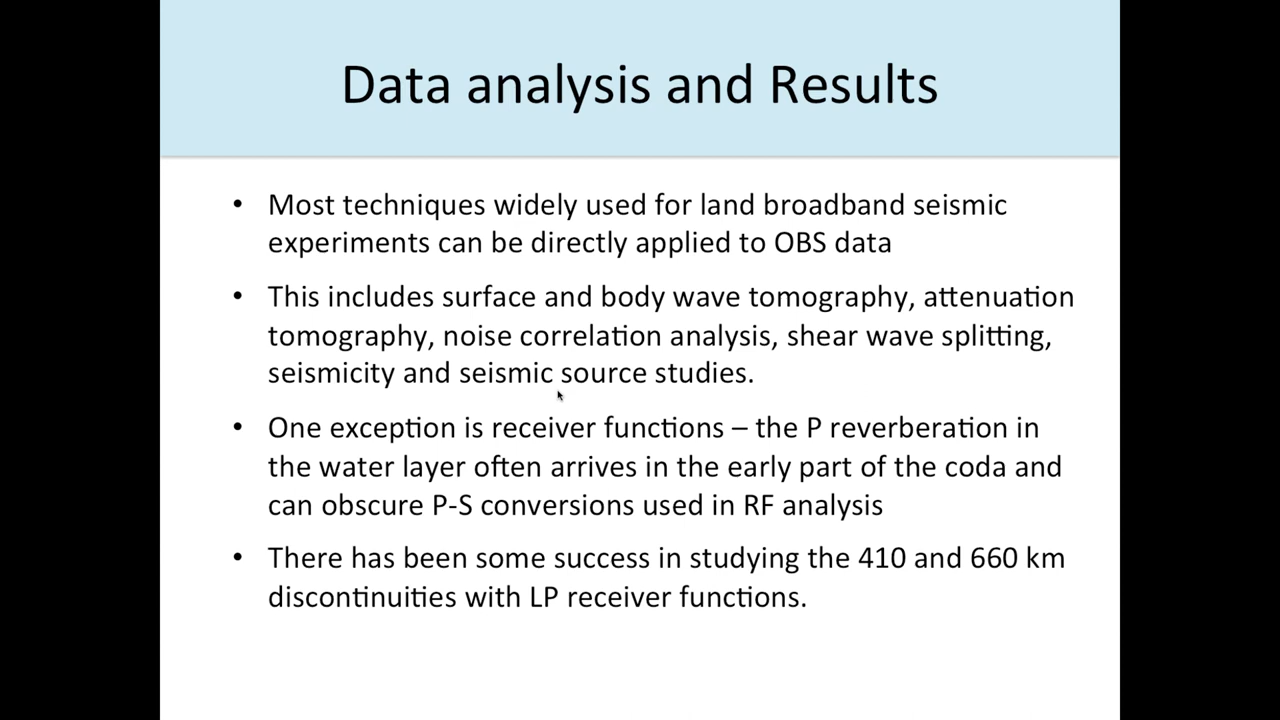 Data analysis and Results
• Most techniques widely used for land broadband seismic
experiments can be directly applied to OBS data
• This includes surface and body wave tomography, attenuation
tomography, noise correlation analysis, shear wave splitting,
seismicity and seismic source studies.
• One exception is receiver functions – the P reverberation in
the water layer often arrives in the early part of the coda and
can obscure P-S conversions used in RF analysis
• There has been some success in studying the 410 and 660 km
discontinuities with LP receiver functions.